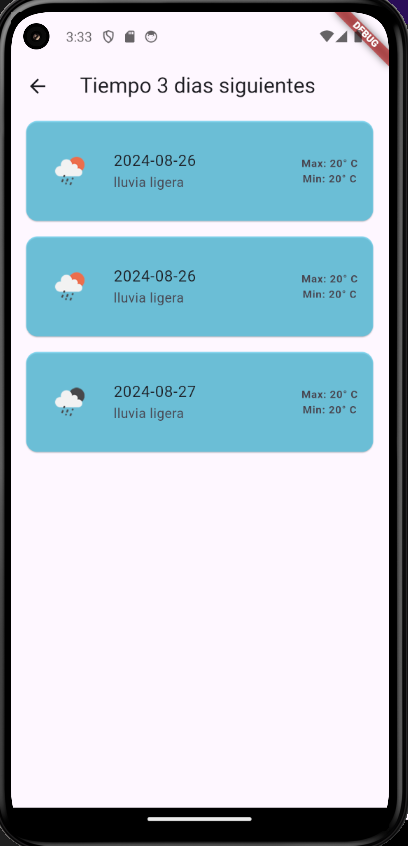 3:33
DEBUG
Tiempo 3 dias siguientes
2024-08-26
lluvia ligera
Max: 20° C
Min: 20° C
2024-08-26
lluvia ligera
Max: 20° C
Min: 20° C
2024-08-27
lluvia ligera
Max: 20° C
Min: 20° C